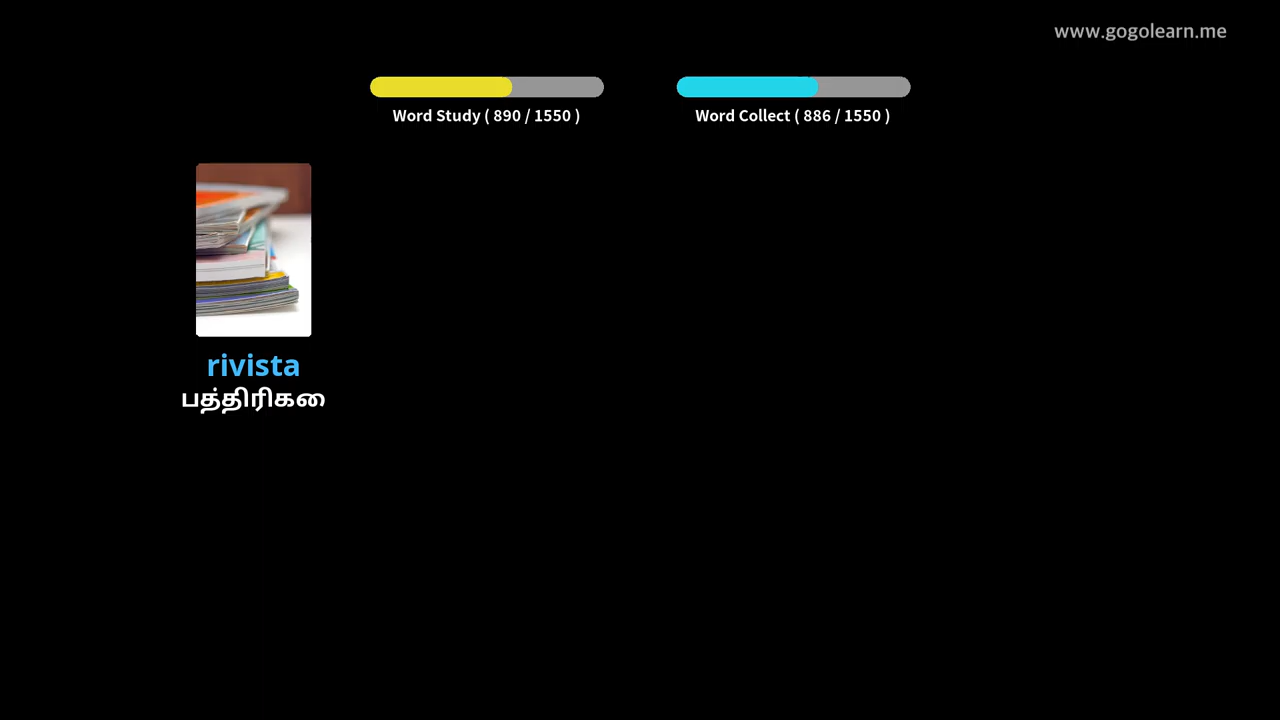 www.gogolearn.me
Word Study ( 890 / 1550 )
Word Collect ( 886 / 1550 )
rivista
பத்திரிகை